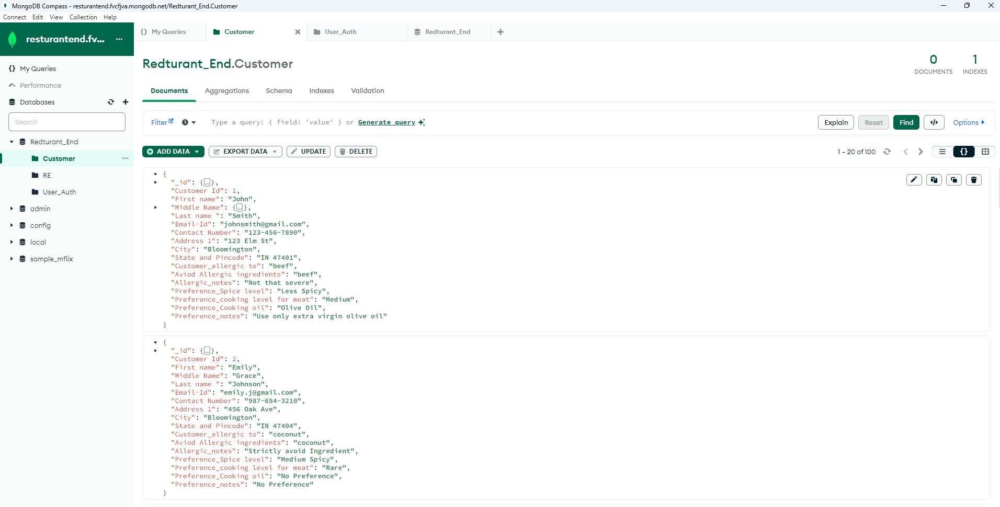 MongoDB Compass - resturantend.fvcfjva.mongodb.net/Redturant_End.Customer
Connect Edit View Collection Help
resturantend.fv... ...
My Queries
Customer
User_Auth
Redturant_End
My Queries
Performance
Databases
Search
Redturant_End
Customer
RE
User_Auth
admin
config
local
sample_mflix
Redturant_End.Customer
0
DOCUMENTS
1
INDEXES
Documents Aggregations Schema Indexes Validation
Filter Type a query: { field: 'value' } or Generate query Explain Reset Find </> Options
ADD DATA EXPORT DATA UPDATE DELETE 1 – 20 of 100 {}
{
"_id": {…},
"Customer Id": 1,
"First name": "John",
"Middle Name": {…},
"Last name ": "Smith",
"Email-Id": "johnsmith@gmail.com",
"Contact Number": "123-456-7890",
"Address 1": "123 Elm St",
"City": "Bloomington",
"State and Pincode": "IN 47401",
"Customer_allergic to": "beef",
"Aviod Allergic ingredients": "beef",
"Allergic_notes": "Not that severe",
"Preference_Spice level": "Less Spicy",
"Preference_cooking level for meat": "Medium",
"Preference_Cooking oil": "Olive Oil",
"Preference_notes": "Use only extra virgin olive oil"
}
{
"_id": {…},
"Customer Id": 2,
"First name": "Emily",
"Middle Name": "Grace",
"Last name ": "Johnson",
"Email-Id": "emily.j@gmail.com",
"Contact Number": "987-654-3210",
"Address 1": "456 Oak Ave",
"City": "Bloomington",
"State and Pincode": "IN 47404",
"Customer_allergic to": "coconut",
"Aviod Allergic ingredients": "coconut",
"Allergic_notes": "Strictly avoid Ingredient",
"Preference_Spice level": "Medium Spicy",
"Preference_cooking level for meat": "Rare",
"Preference_Cooking oil": "No Preference",
"Preference_notes": "No Preference"
}